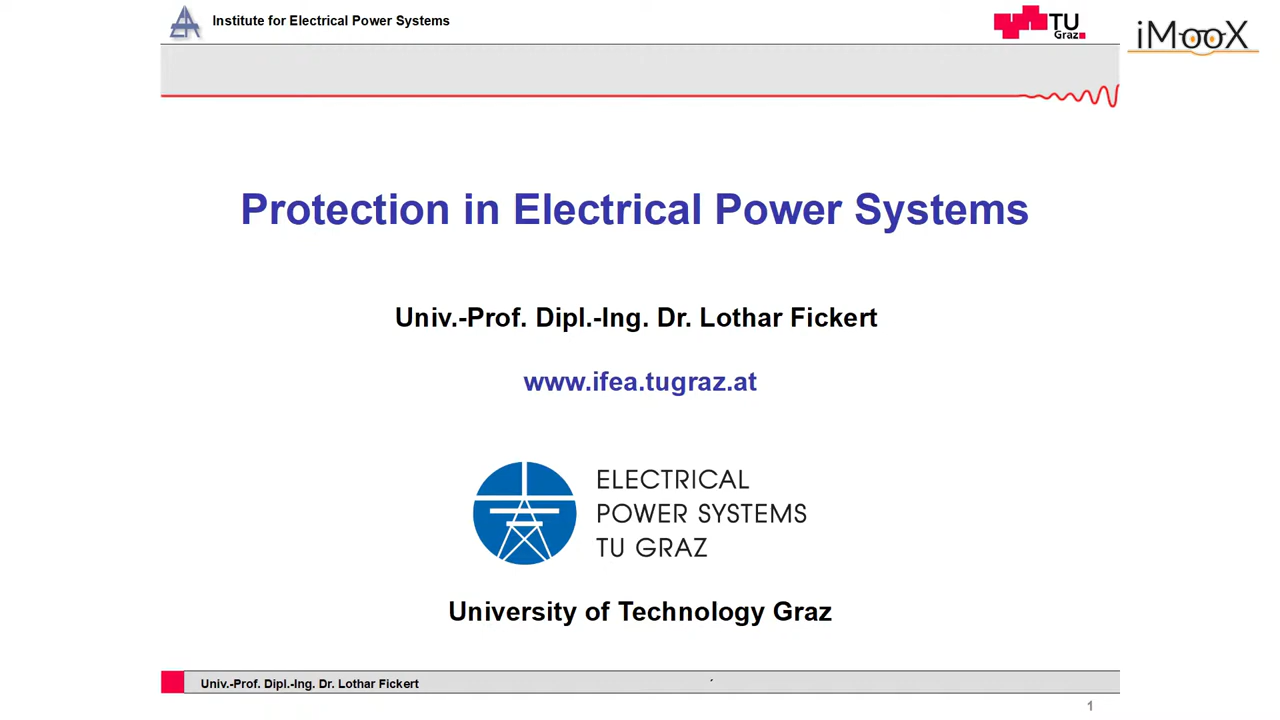 Institute for Electrical Power Systems
TU
Graz
iMooX
Protection in Electrical Power Systems
Univ.-Prof. Dipl.-Ing. Dr. Lothar Fickert
www.ifea.tugraz.at
ELECTRICAL
POWER SYSTEMS
TU GRAZ
University of Technology Graz
Univ.-Prof. Dipl.-Ing. Dr. Lothar Fickert
1